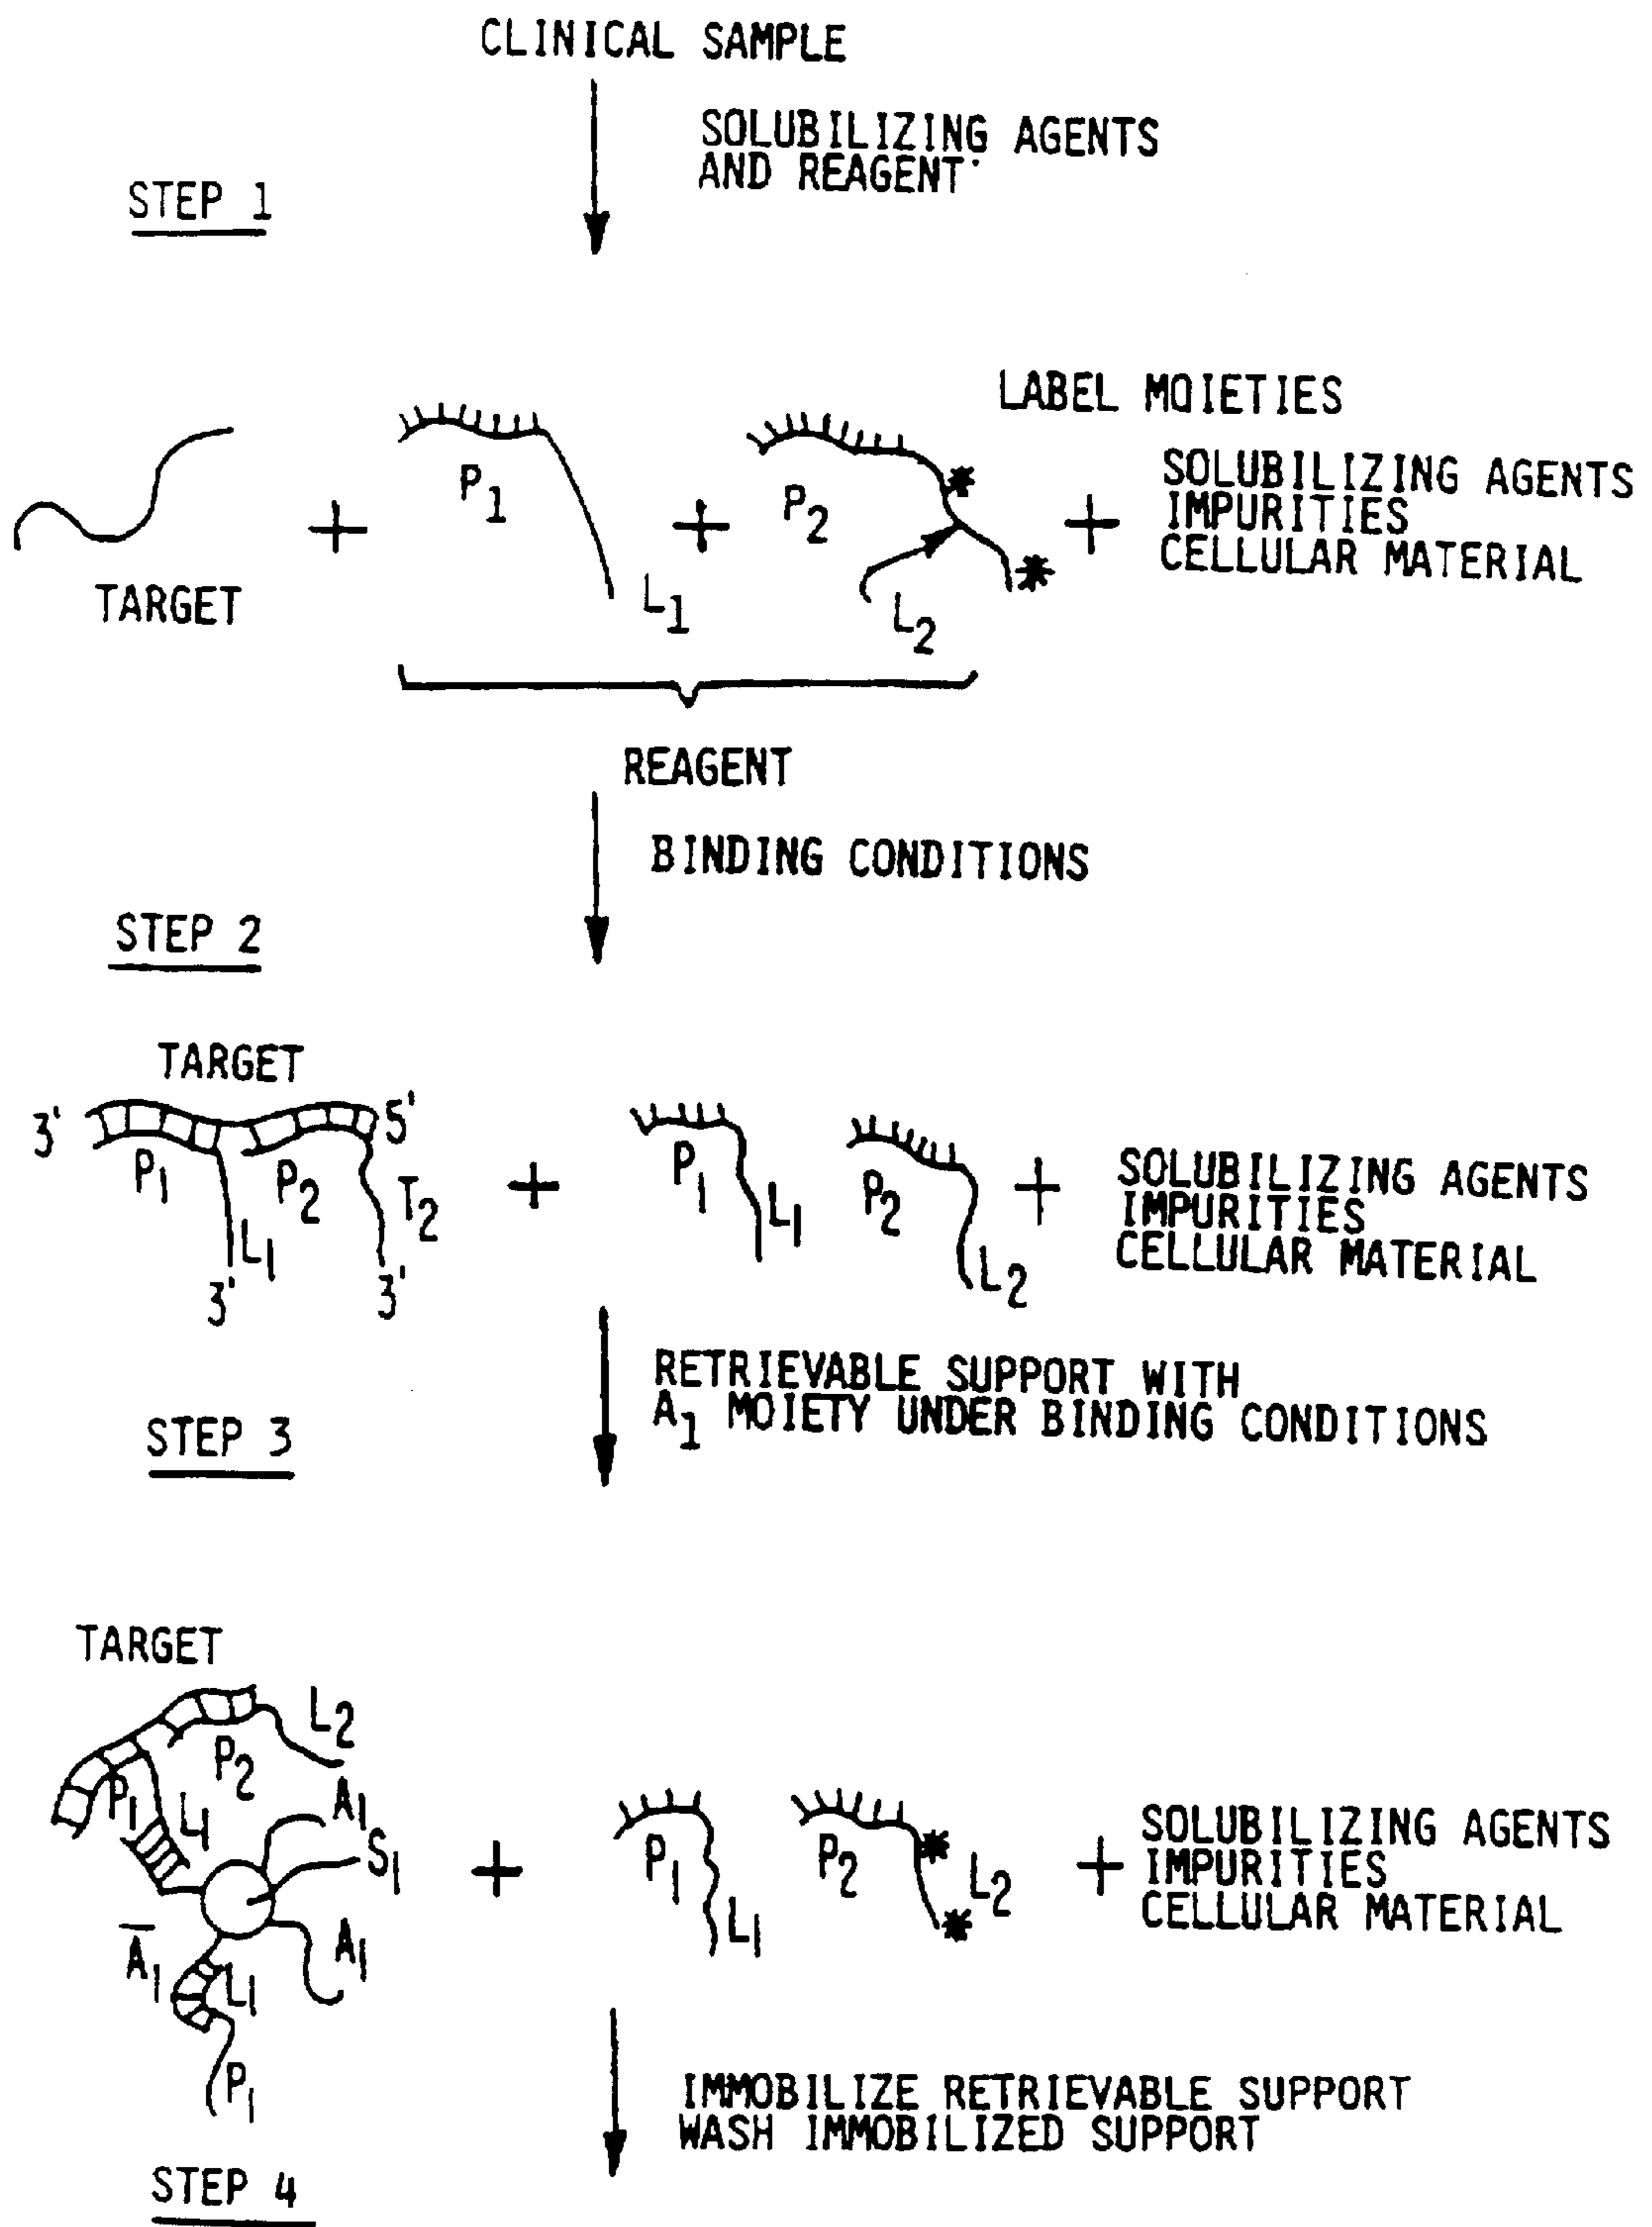 CLINICAL SAMPLE
SOLUBILIZING AGENTS
AND REAGENT
STEP 1
LABEL MOIETIES
P1
P2
*
*
SOLUBILIZING AGENTS
IMPURITIES
CELLULAR MATERIAL
+
+
+
TARGET
L1
L2
REAGENT
BINDING CONDITIONS
STEP 2
TARGET
3'
5'
P1
P2
T2
L1
3'
3'
+
P1
L1
P2
L2
+
SOLUBILIZING AGENTS
IMPURITIES
CELLULAR MATERIAL
RETRIEVABLE SUPPORT WITH
A1 MOIETY UNDER BINDING CONDITIONS
STEP 3
TARGET
L2
P2
P1
L1
A1
S1
A1
A̅1
L1
P1
+
P1
L1
P2
*
L2
*
+
SOLUBILIZING AGENTS
IMPURITIES
CELLULAR MATERIAL
IMMOBILIZE RETRIEVABLE SUPPORT
WASH IMMOBILIZED SUPPORT
STEP 4